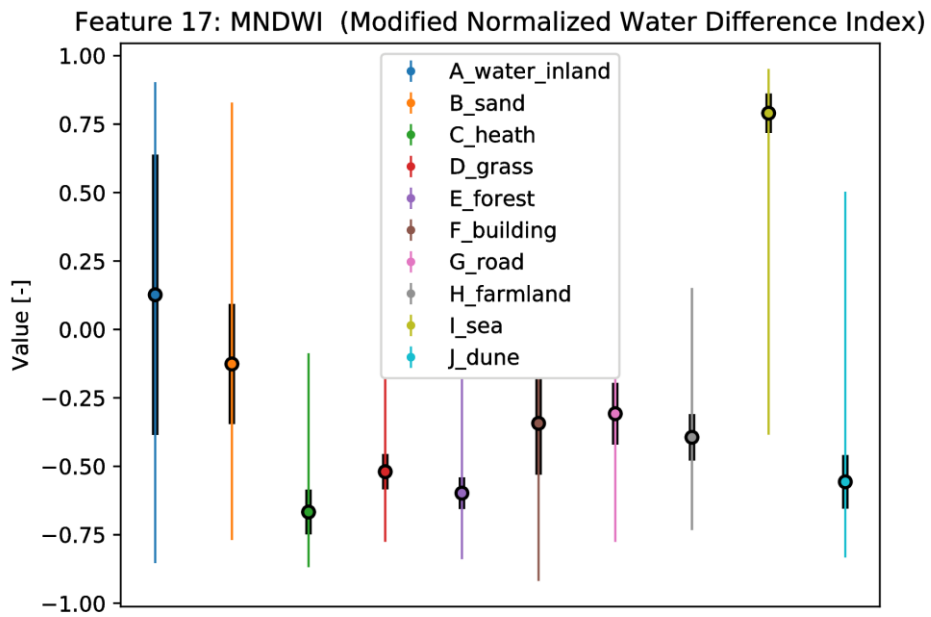 Feature 17: MNDWI  (Modified Normalized Water Difference Index)
1.00
0.75
0.50
0.25
0.00
−0.25
−0.50
−0.75
−1.00
Value [-]
A_water_inland
B_sand
C_heath
D_grass
E_forest
F_building
G_road
H_farmland
I_sea
J_dune